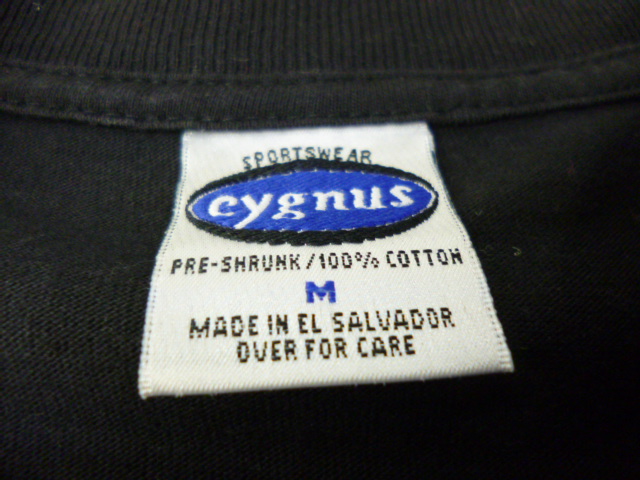 SPORTSWEAR
cygnus
PRE-SHRUNK/100% COTTON
M
MADE IN EL SALVADOR
OVER FOR CARE